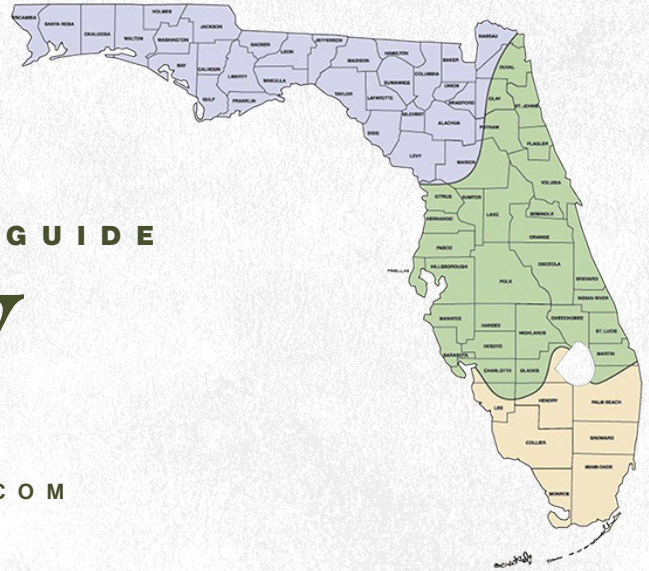 HOLMES
ESCAMBIA
SANTA ROSA
JACKSON
OKALOOSA
WALTON
WASHINGTON
GADSDEN
LEON
JEFFERSON
MADISON
HAMILTON
NASSAU
BAY
CALHOUN
LIBERTY
WAKULLA
BAKER
DUVAL
COLUMBIA
SUWANNEE
GULF
FRANKLIN
TAYLOR
LAFAYETTE
UNION
BRADFORD
CLAY
ST. JOHNS
GILCHRIST
ALACHUA
PUTNAM
DIXIE
FLAGLER
LEVY
MARION
VOLUSIA
CITRUS
SUMTER
LAKE
SEMINOLE
HERNANDO
GUIDE
ORANGE
PASCO
PINELLAS
HILLSBOROUGH
OSCEOLA
POLK
BREVARD
INDIAN RIVER
MANATEE
HARDEE
HIGHLANDS
OKEECHOBEE
ST. LUCIE
DESOTO
SARASOTA
MARTIN
CHARLOTTE
GLADES
LEE
HENDRY
PALM BEACH
COLLIER
BROWARD
MIAMI-DADE
MONROE
COM